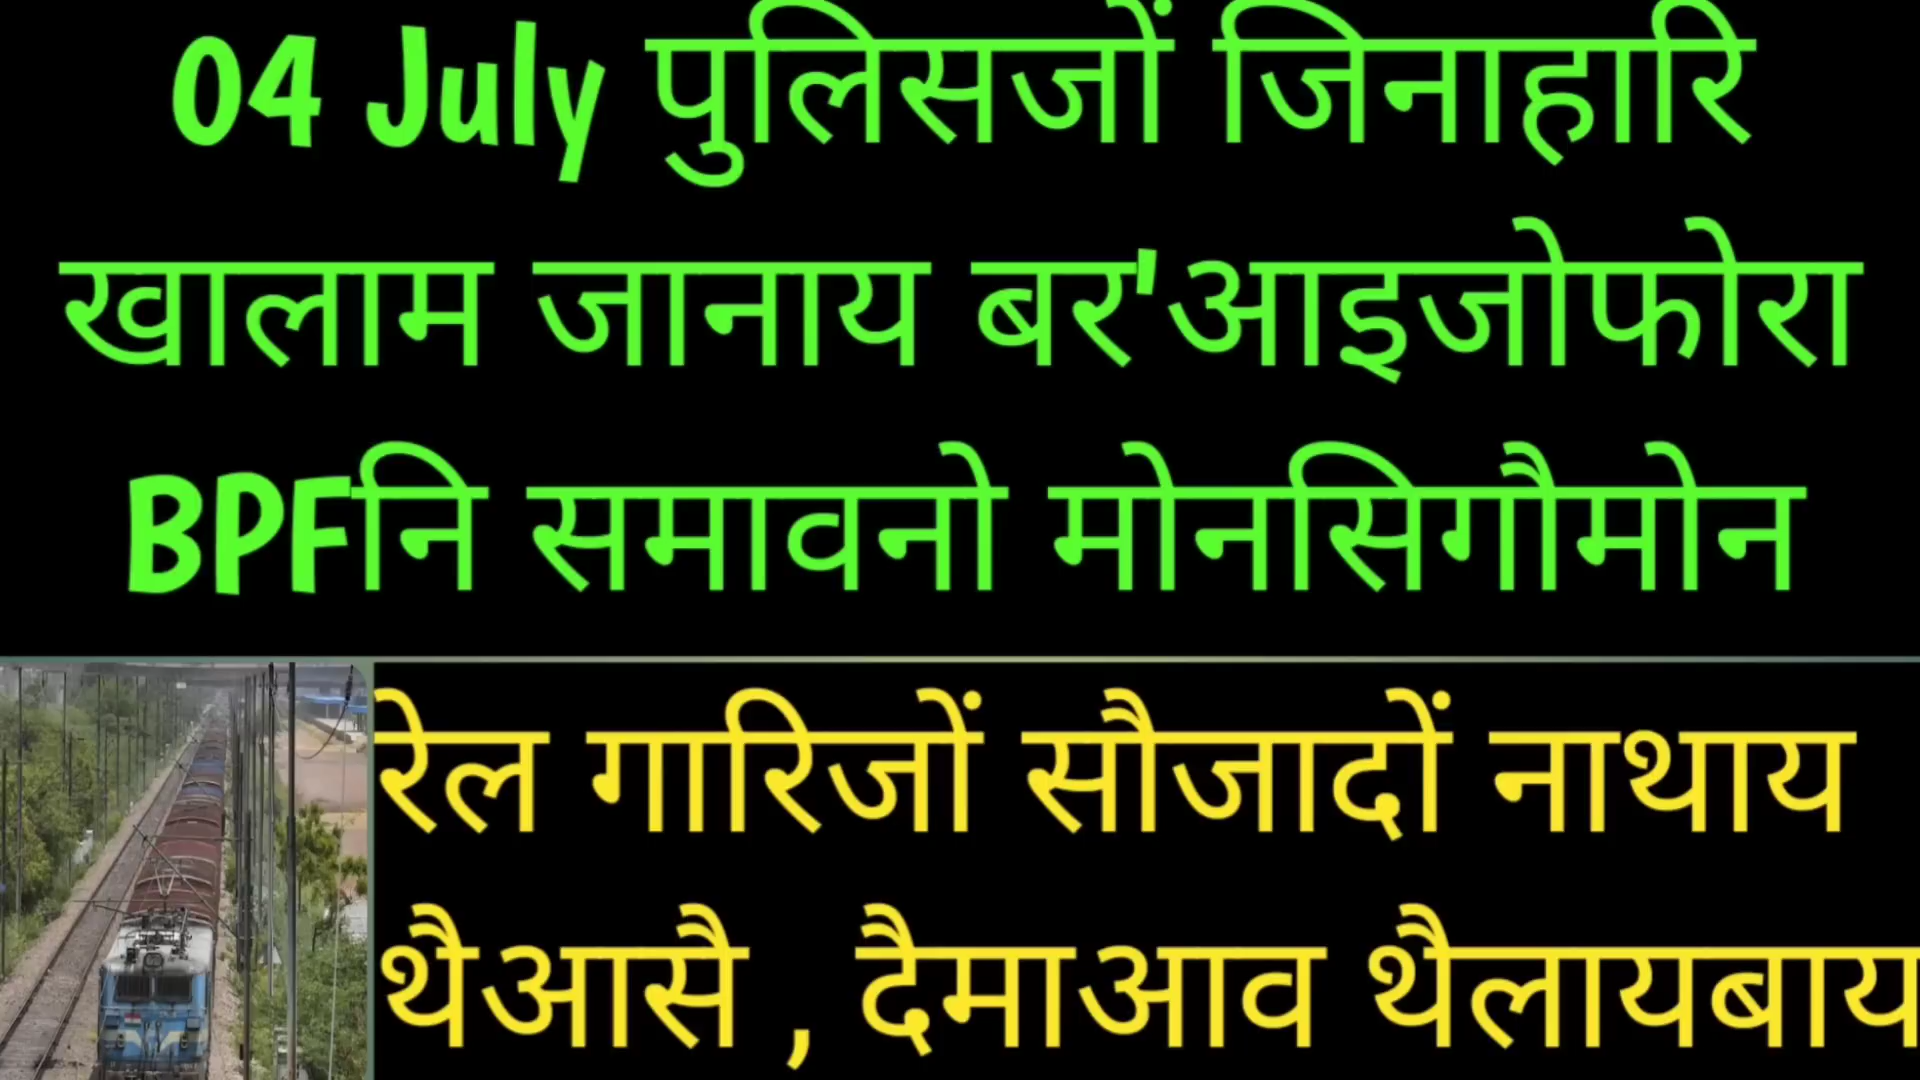 04 July पुलिसजों जिनाहारि
खालाम जानाय बर'आइजोफोरा
BPFनि समावनो मोनसिगौमोन
रेल गारिजों सौजादों नाथाय
थैआसै , दैमाआव थैलायबाय